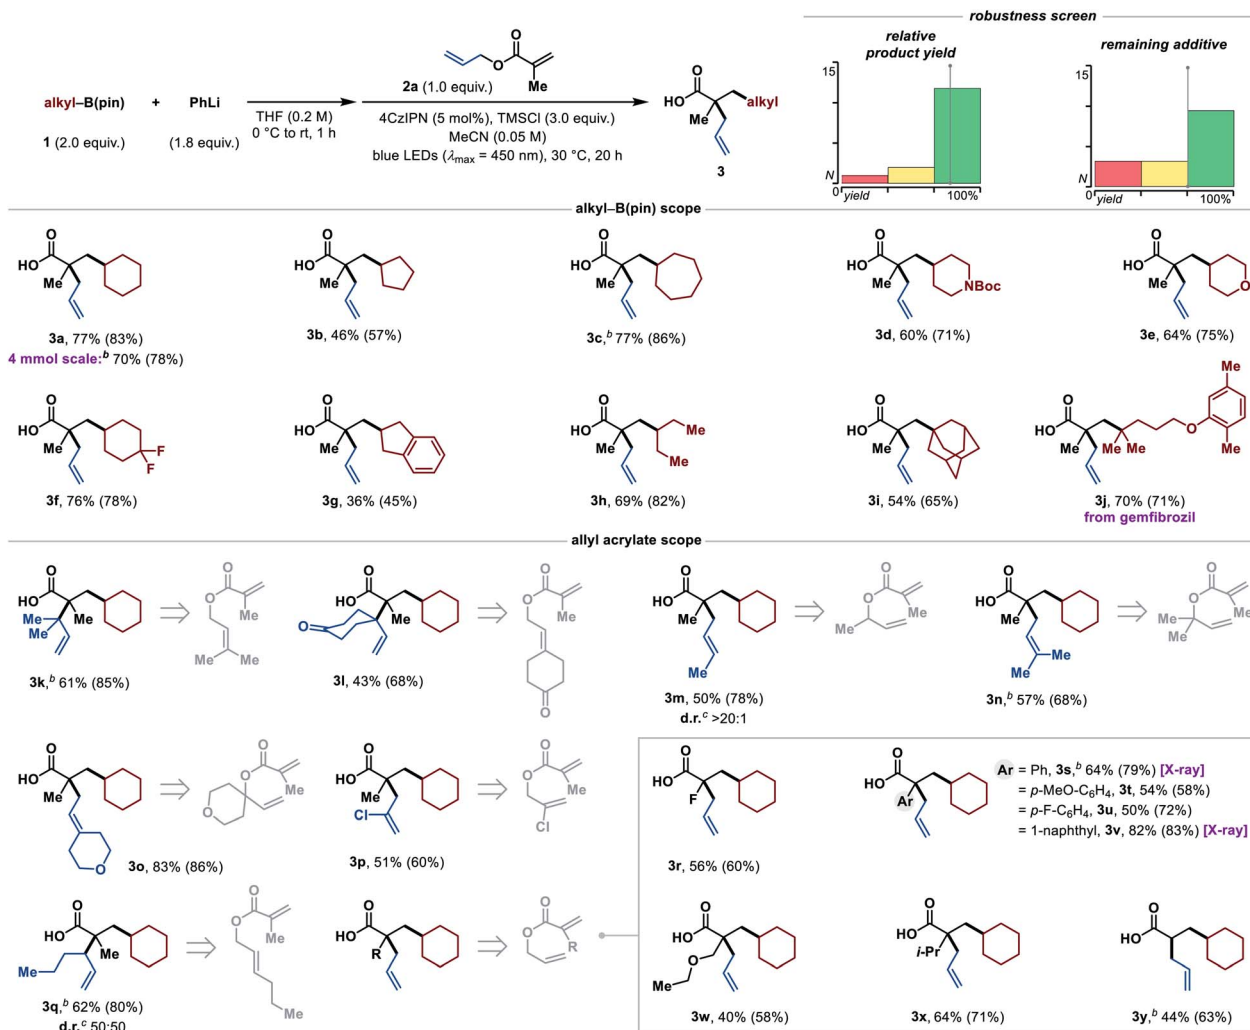 robustness screen
relative product yield
remaining additive
15
N
0
yield
100%
15
N
0
yield
100%
alkyl–B(pin) + PhLi
1 (2.0 equiv.) (1.8 equiv.)
THF (0.2 M)
0 °C to rt, 1 h
O
O
Me
2a (1.0 equiv.)
4CzIPN (5 mol%), TMSCl (3.0 equiv.)
MeCN (0.05 M)
blue LEDs (λmax = 450 nm), 30 °C, 20 h
O
HO
alkyl
Me
3
alkyl–B(pin) scope
O
HO
Me
3a, 77% (83%)
4 mmol scale:b 70% (78%)
O
HO
Me
3b, 46% (57%)
O
HO
Me
3c,b 77% (86%)
O
HO
Me
NBoc
3d, 60% (71%)
O
HO
Me
O
3e, 64% (75%)
O
HO
Me
F
F
3f, 76% (78%)
O
HO
Me
3g, 36% (45%)
O
HO
Me
Me
Me
3h, 69% (82%)
O
HO
Me
3i, 54% (65%)
O
HO
Me
Me
Me
O
Me
Me
3j, 70% (71%)
from gemfibrozil
allyl acrylate scope
O
HO
Me
Me
Me
O
O
Me
Me
Me
3k,b 61% (85%)
O
HO
Me
O
O
O
Me
O
3l, 43% (68%)
O
HO
Me
Me
O
O
Me
Me
3m, 50% (78%)
d.r.c >20:1
O
HO
Me
Me
Me
O
O
Me
Me
Me
3n,b 57% (68%)
O
HO
Me
O
O
O
Me
O
3o, 83% (86%)
O
HO
Me
Cl
O
O
Me
Cl
3p, 51% (60%)
O
HO
F
3r, 56% (60%)
O
HO
Ar
Ar = Ph, 3s,b 64% (79%) [X-ray]
= p-MeO-C6H4, 3t, 54% (58%)
= p-F-C6H4, 3u, 50% (72%)
= 1-naphthyl, 3v, 82% (83%) [X-ray]
O
HO
Me
Me
O
O
Me
Me
3q,b 62% (80%)
d.r.c 50:50
O
HO
R
O
O
R
O
HO
O
Me
3w, 40% (58%)
O
HO
i-Pr
3x, 64% (71%)
O
HO
3y,b 44% (63%)